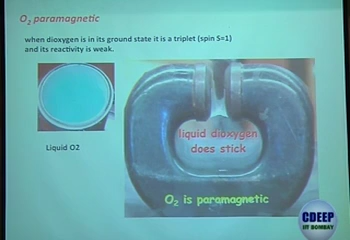 O₂ paramagnetic
when dioxygen is in its ground state it is a triplet (spin S=1)
and its reactivity is weak.
liquid dioxygen
does stick
Liquid O2
O₂ is paramagnetic
CDEEP
IIT BOMBAY